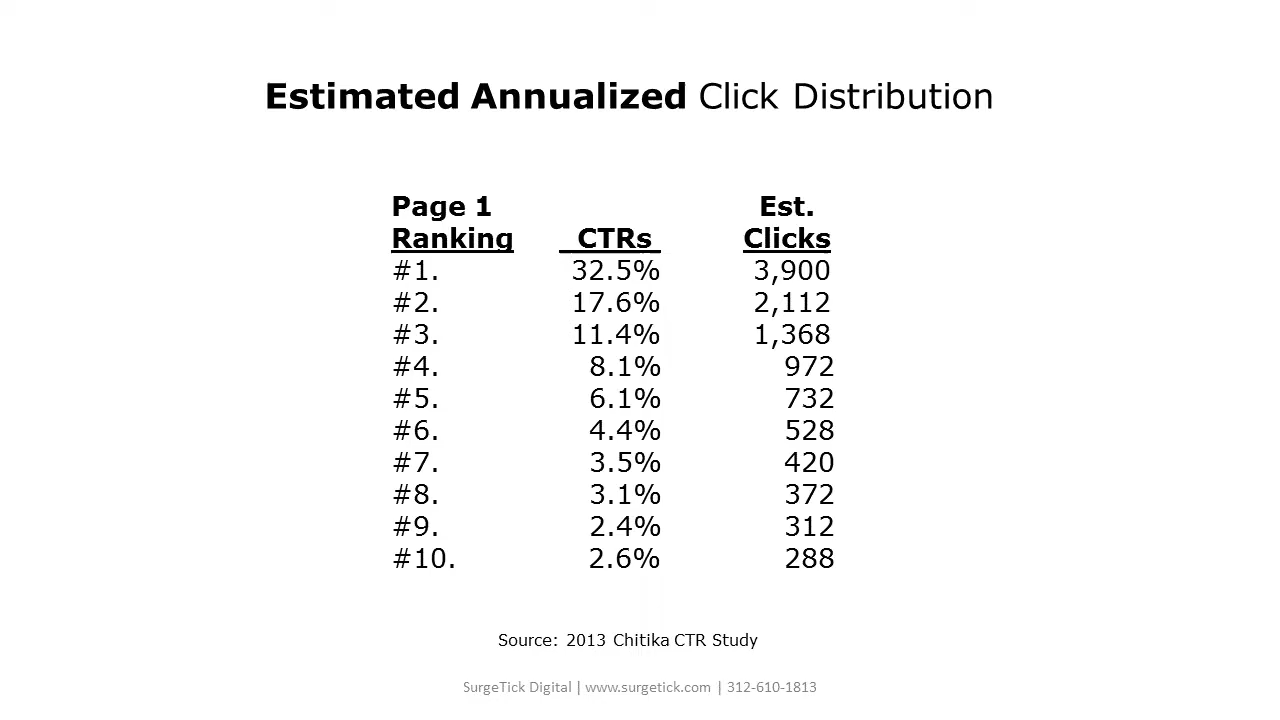 Estimated Annualized Click Distribution
Page 1 Est.
Ranking CTRs Clicks
#1. 32.5% 3,900
#2. 17.6% 2,112
#3. 11.4% 1,368
#4. 8.1% 972
#5. 6.1% 732
#6. 4.4% 528
#7. 3.5% 420
#8. 3.1% 372
#9. 2.4% 312
#10. 2.6% 288
Source: 2013 Chitika CTR Study
SurgeTick Digital | www.surgetick.com | 312-610-1813